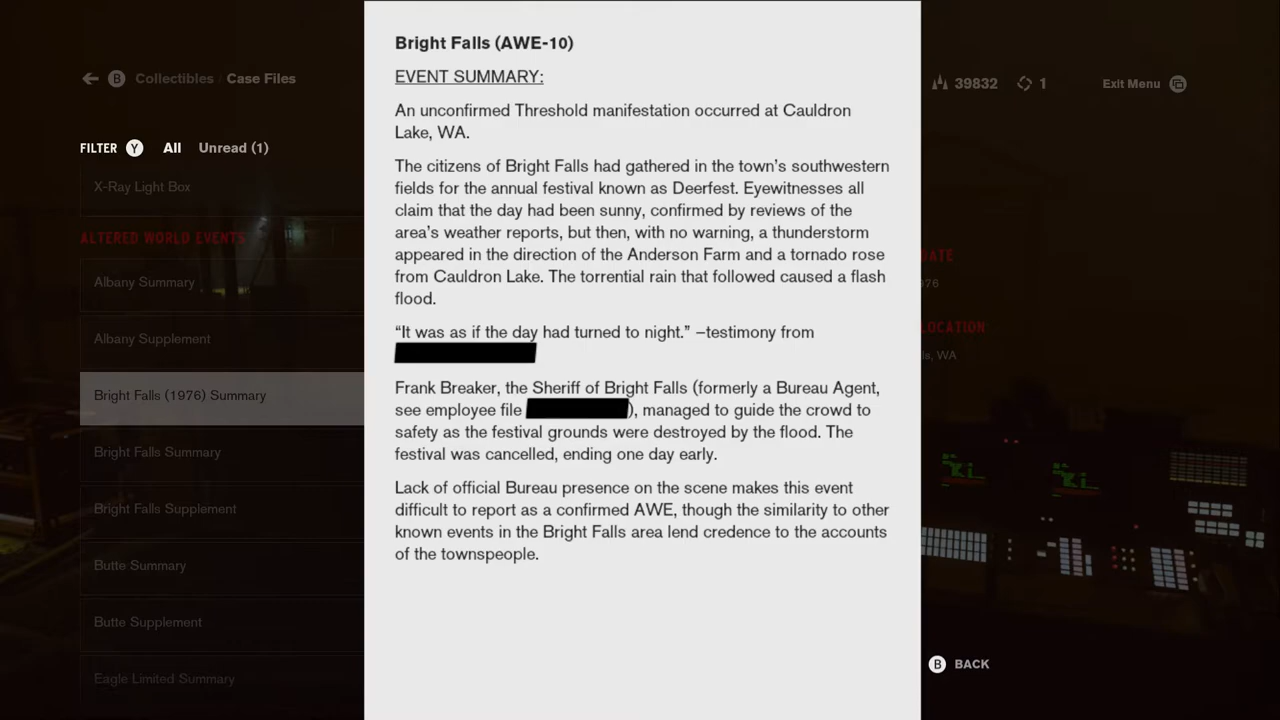 Bright Falls (AWE-10)
EVENT SUMMARY:
An unconfirmed Threshold manifestation occurred at Cauldron
Lake, WA.
The citizens of Bright Falls had gathered in the town's southwestern
fields for the annual festival known as Deerfest. Eyewitnesses all
claim that the day had been sunny, confirmed by reviews of the
area's weather reports, but then, with no warning, a thunderstorm
appeared in the direction of the Anderson Farm and a tornado rose
from Cauldron Lake. The torrential rain that followed caused a flash
flood.
“It was as if the day had turned to night.” –testimony from
Frank Breaker, the Sheriff of Bright Falls (formerly a Bureau Agent,
see employee file ), managed to guide the crowd to
safety as the festival grounds were destroyed by the flood. The
festival was cancelled, ending one day early.
Lack of official Bureau presence on the scene makes this event
difficult to report as a confirmed AWE, though the similarity to other
known events in the Bright Falls area lend credence to the accounts
of the townspeople.
B Collectibles / Case Files
FILTER Y All Unread (1)
X-Ray Light Box
ALTERED WORLD EVENTS
Albany Summary
Albany Supplement
Bright Falls (1976) Summary
Bright Falls Summary
Bright Falls Supplement
Butte Summary
Butte Supplement
Eagle Limited Summary
39832 1 Exit Menu
DATE
976
LOCATION
ls, WA
B BACK